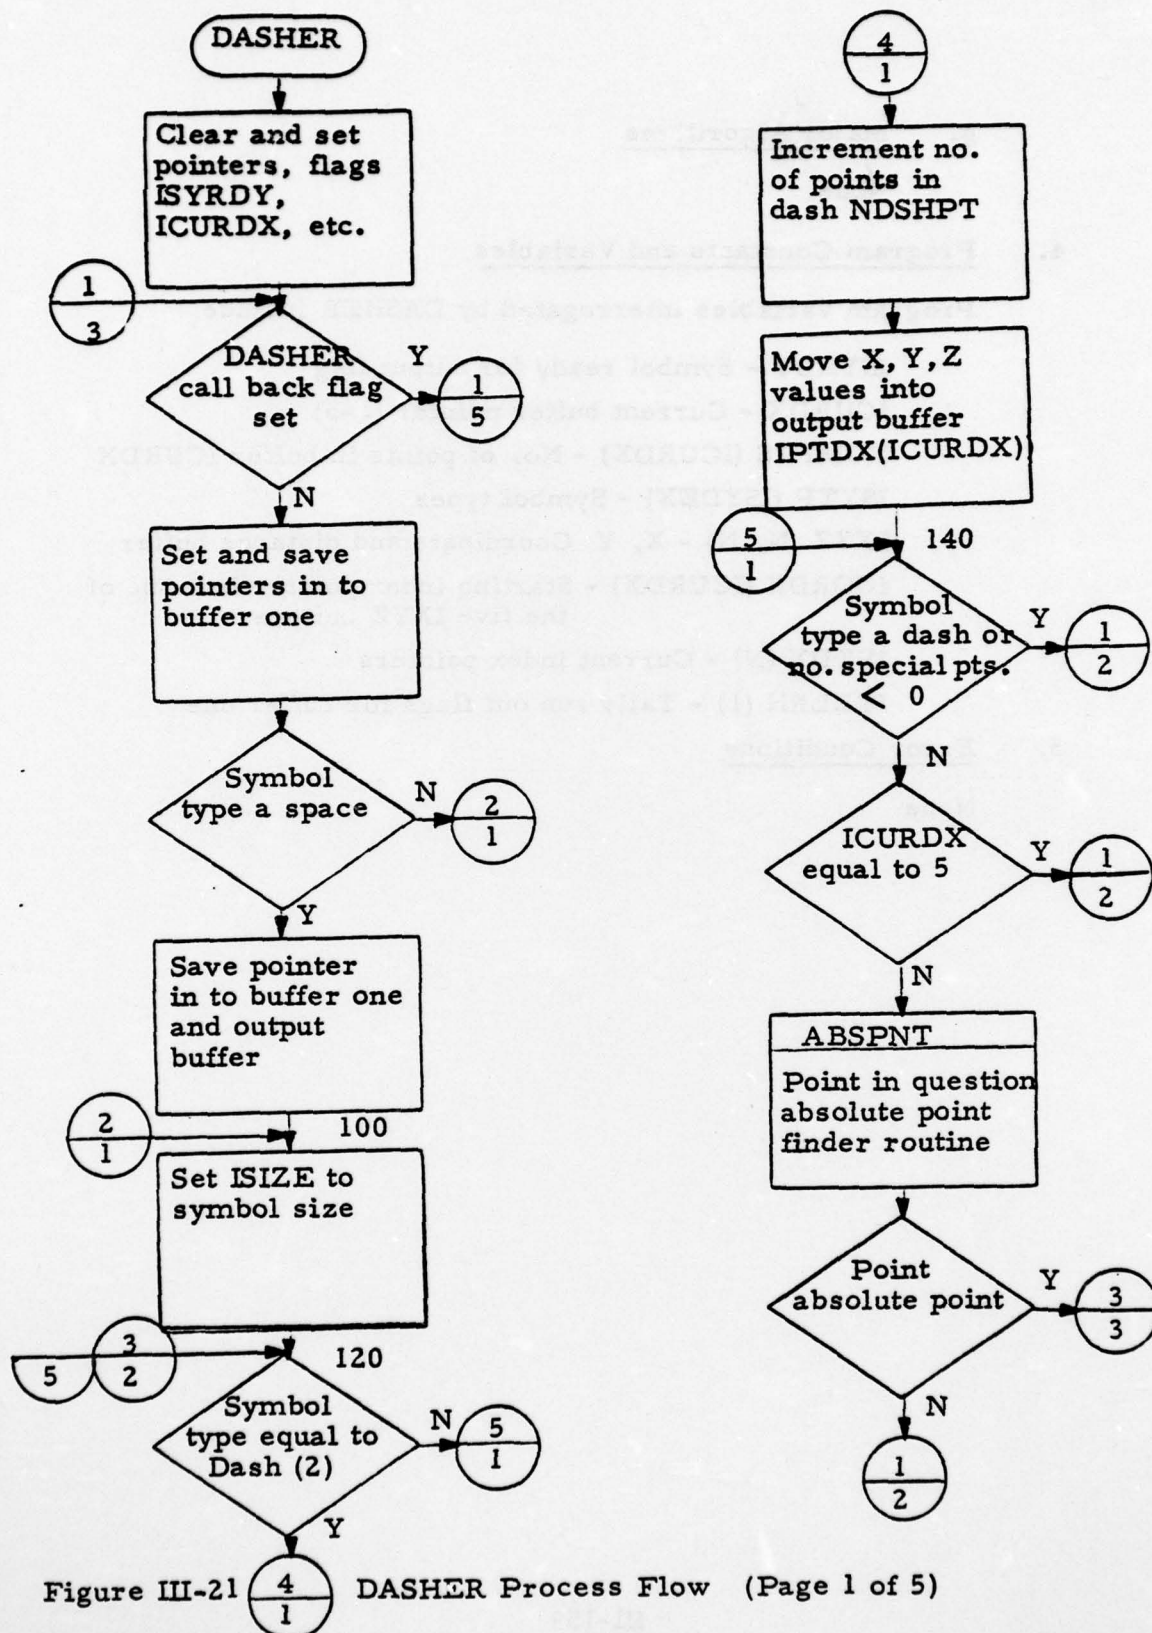 DASHER
Clear and set
pointers, flags
ISYRDY,
ICURDX, etc.
1
3
DASHER
call back flag
set
Y
1
5
N
Set and save
pointers in to
buffer one
Symbol
type a space
N
2
1
Y
Save pointer
in to buffer one
and output
buffer
2
1
100
Set ISIZE to
symbol size
5
3
2
120
Symbol
type equal to
Dash (2)
N
5
1
Y
4
1
4
1
Increment no.
of points in
dash NDSHPT
Move X, Y, Z
values into
output buffer
IPTDX(ICURDX))
5
1
140
Symbol
type a dash or
no. special pts.
< 0
Y
1
2
N
ICURDX
equal to 5
Y
1
2
N
ABSPNT
Point in question
absolute point
finder routine
Point
absolute point
Y
3
3
N
1
2
Figure III-21 DASHER Process Flow (Page 1 of 5)
4. Program Constants and Variables
5.